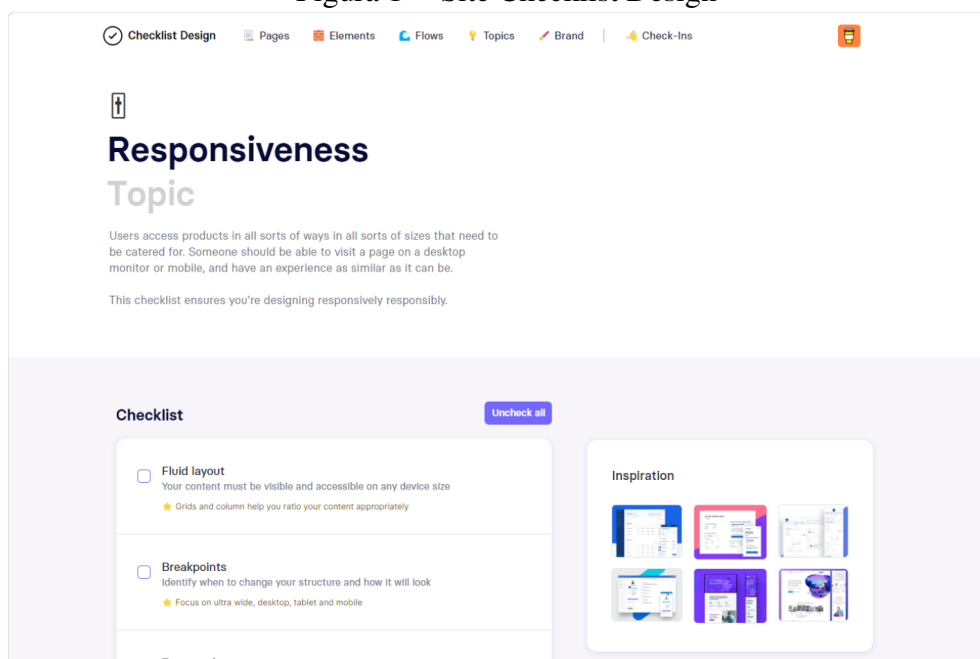 Figura 1 – Site Checklist Design
Checklist Design Pages Elements Flows Topics Brand Check-Ins
Responsiveness
Topic
Users access products in all sorts of ways in all sorts of sizes that need to
be catered for. Someone should be able to visit a page on a desktop
monitor or mobile, and have an experience as similar as it can be.
This checklist ensures you're designing responsively responsibly.
Checklist
Uncheck all
Fluid layout
Your content must be visible and accessible on any device size
Grids and column help you ratio your content appropriately
Breakpoints
Identify when to change your structure and how it will look
Focus on ultra wide, desktop, tablet and mobile
Inspiration